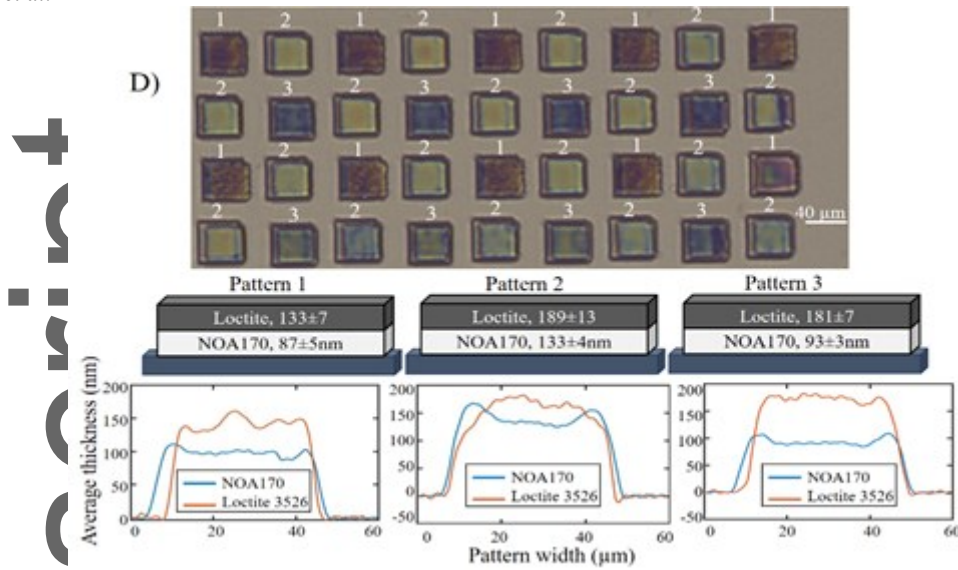 D)
1 2 1 2 1 2 1 2 1
2 3 2 3 2 3 2 3 2
1 2 1 2 1 2 1 2 1
2 3 2 3 2 3 2 3 2
40 µm
Pattern 1 Pattern 2 Pattern 3
Loctite, 133±7 Loctite, 189±13 Loctite, 181±7
NOA170, 87±5nm NOA170, 133±4nm NOA170, 93±3nm
Average thickness (nm)
200 150 100 50 0
NOA170
Loctite 3526
0 20 40 60
200 150 100 50 0 -50
NOA170
Loctite 3526
0 20 40 60
200 150 100 50 0 -50
NOA170
Loctite 3526
0 20 40 60
Pattern width (µm)